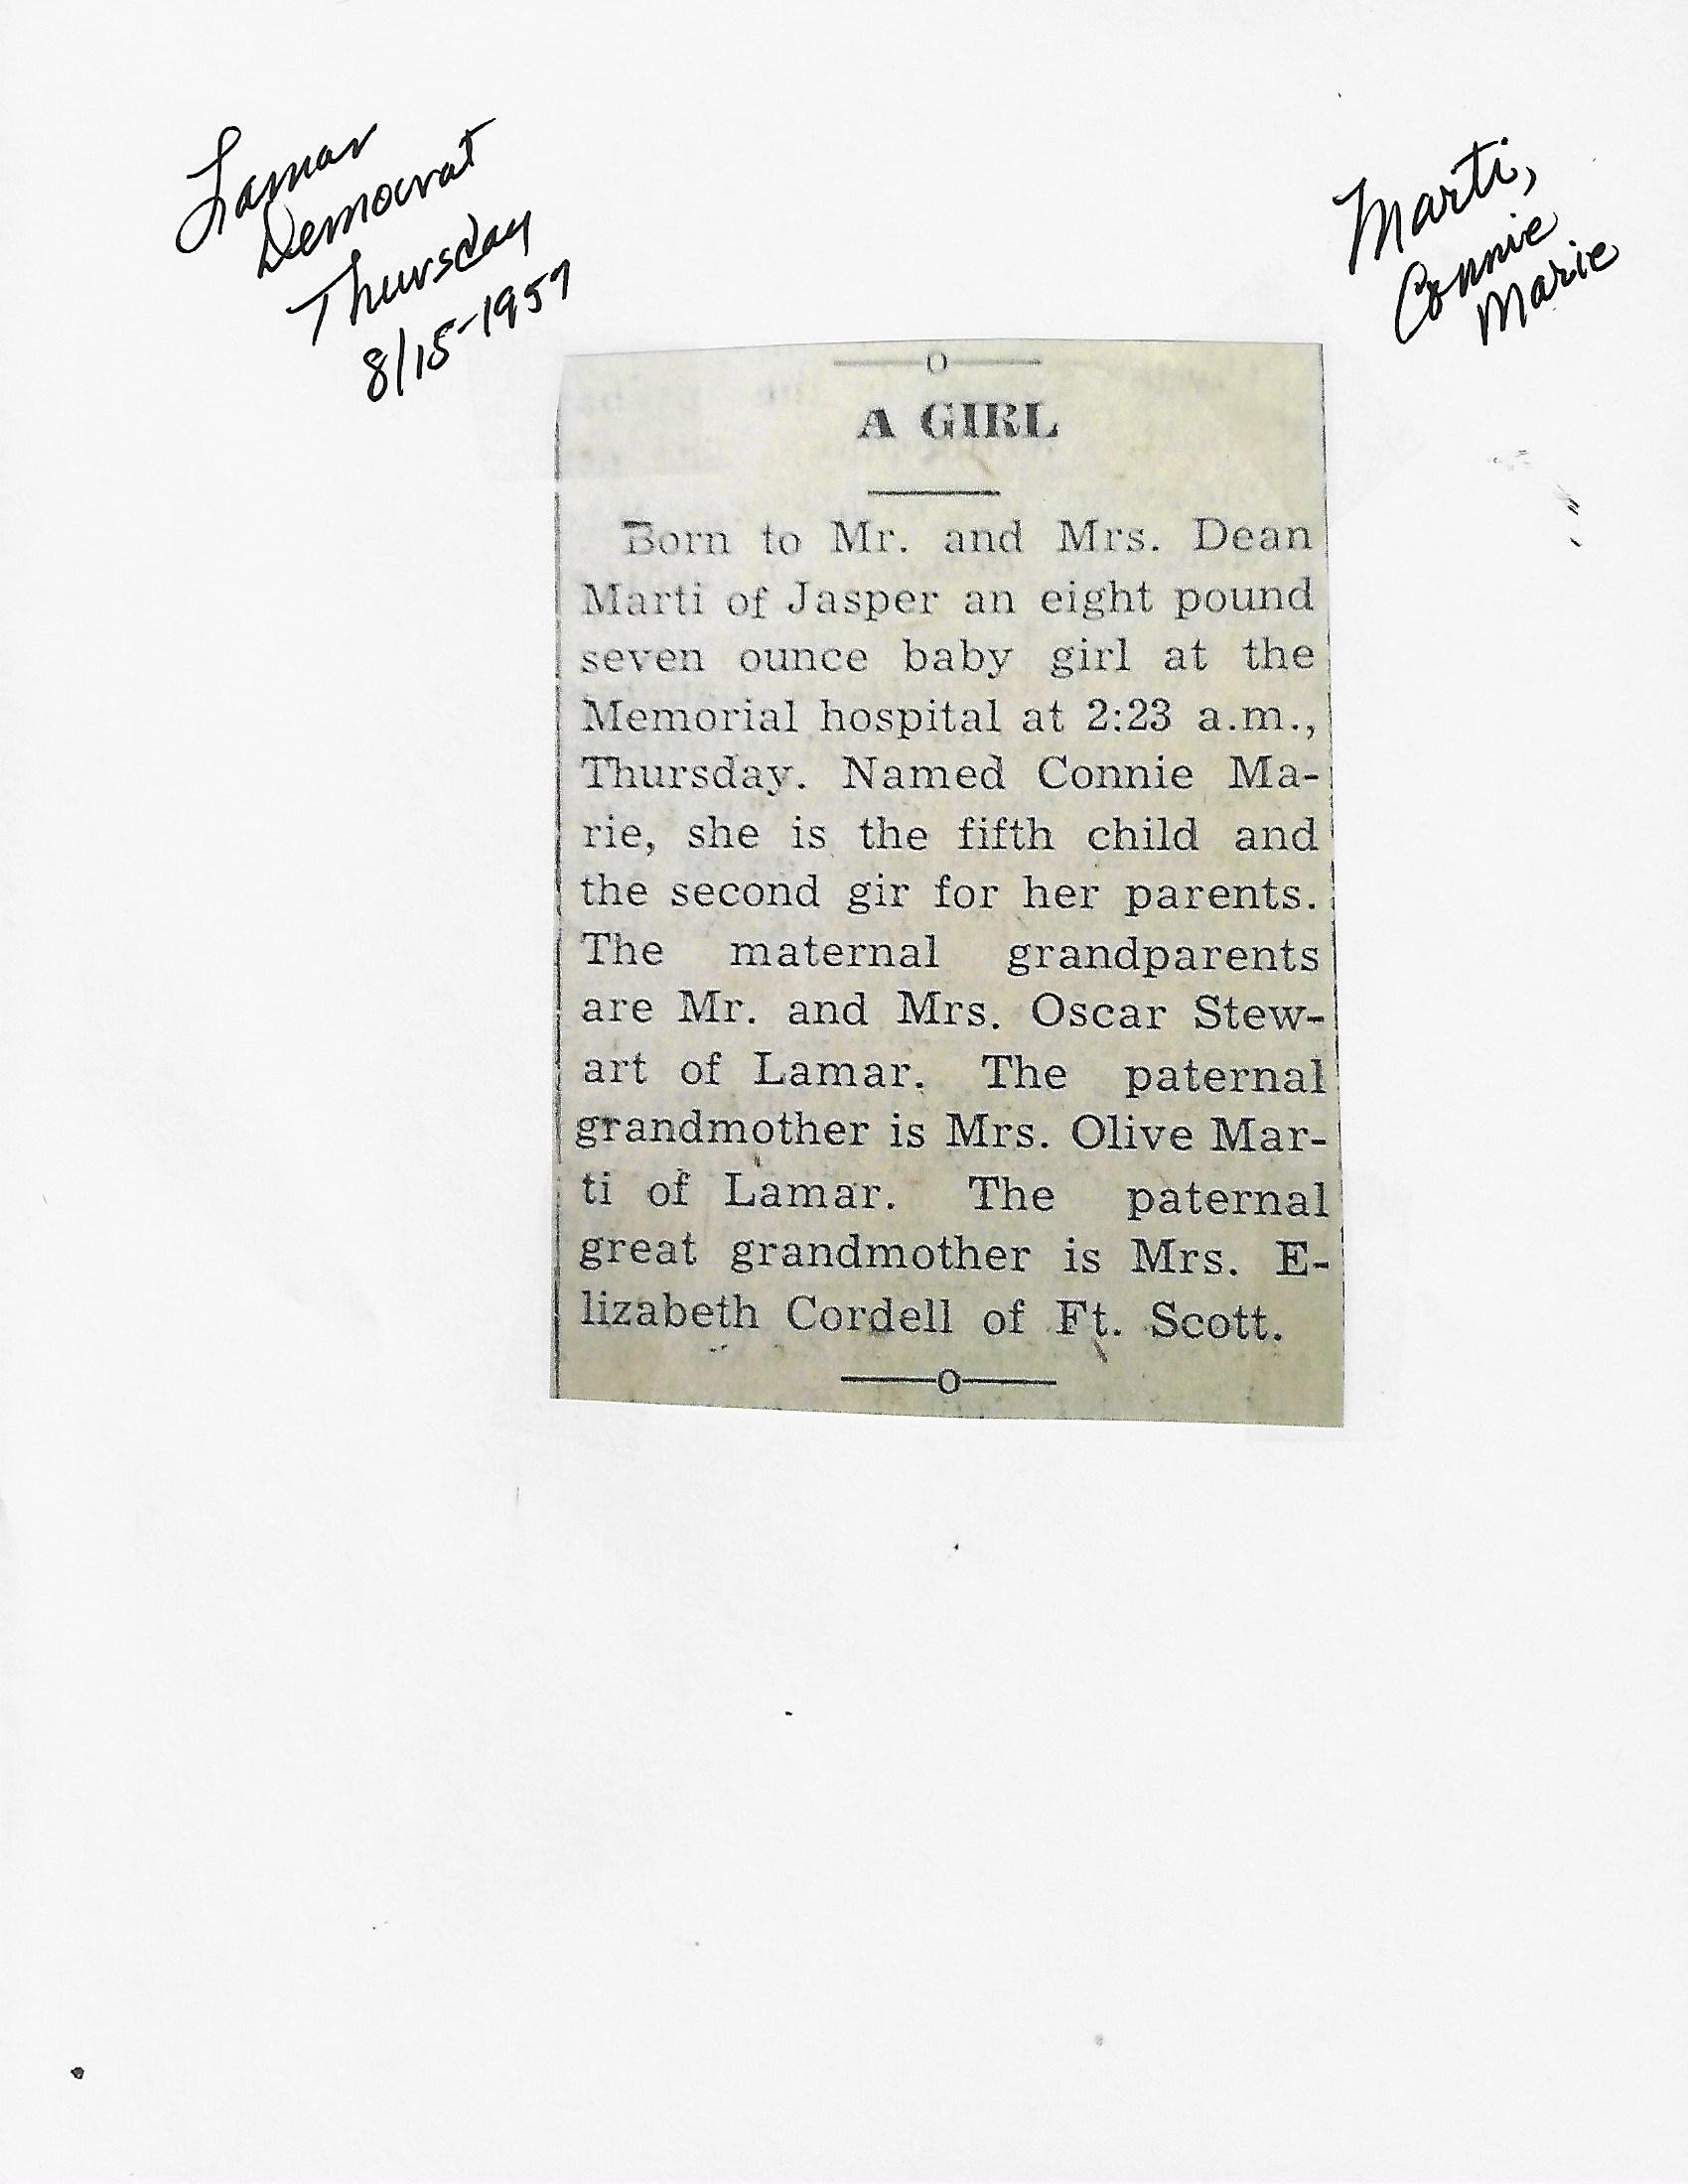 Lamar
Democrat
Thursday
8/15-1957
Marti,
Connie
Marie
A GIRL
Born to Mr. and Mrs. Dean
Marti of Jasper an eight pound
seven ounce baby girl at the
Memorial hospital at 2:23 a.m.,
Thursday. Named Connie Ma-
rie, she is the fifth child and
the second gir for her parents.
The maternal grandparents
are Mr. and Mrs. Oscar Stew-
art of Lamar. The paternal
grandmother is Mrs. Olive Mar-
ti of Lamar. The paternal
great grandmother is Mrs. E-
lizabeth Cordell of Ft. Scott.